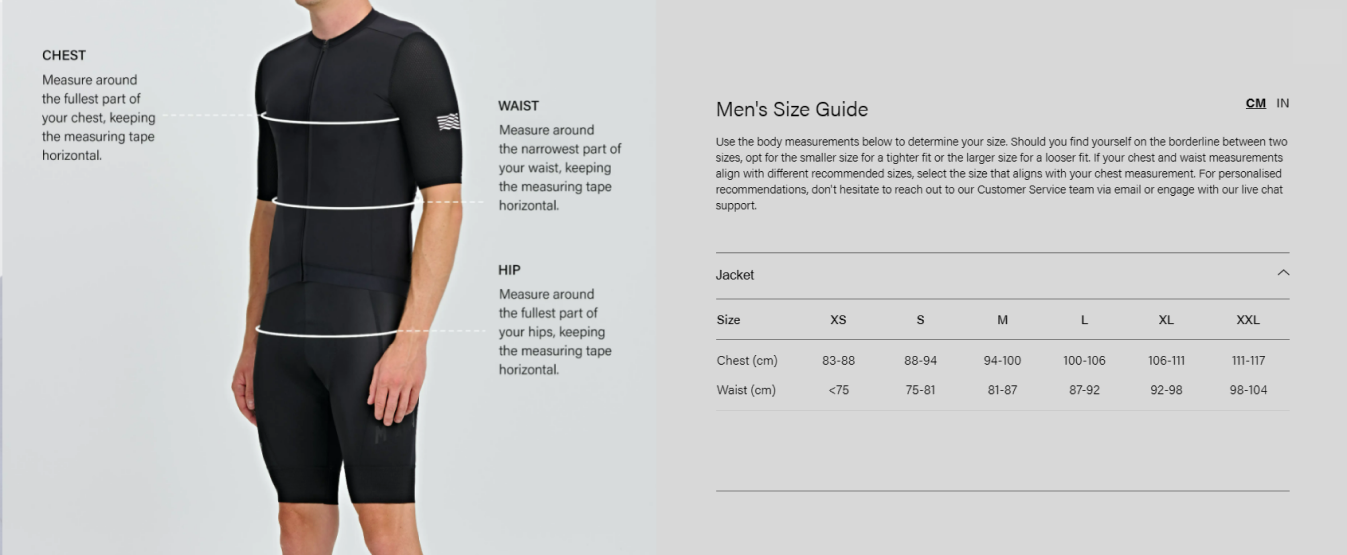 CHEST
Measure around
the fullest part of
your chest, keeping
the measuring tape
horizontal.
WAIST
Measure around
the narrowest part of
your waist, keeping
the measuring tape
horizontal.
HIP
Measure around
the fullest part of
your hips, keeping
the measuring tape
horizontal.
Men's Size Guide
CM IN
Use the body measurements below to determine your size. Should you find yourself on the borderline between two
sizes, opt for the smaller size for a tighter fit or the larger size for a looser fit. If your chest and waist measurements
align with different recommended sizes, select the size that aligns with your chest measurement. For personalised
recommendations, don't hesitate to reach out to our Customer Service team via email or engage with our live chat
support.
Jacket
Size XS S M L XL XXL
Chest (cm) 83-88 88-94 94-100 100-106 106-111 111-117
Waist (cm) <75 75-81 81-87 87-92 92-98 98-104